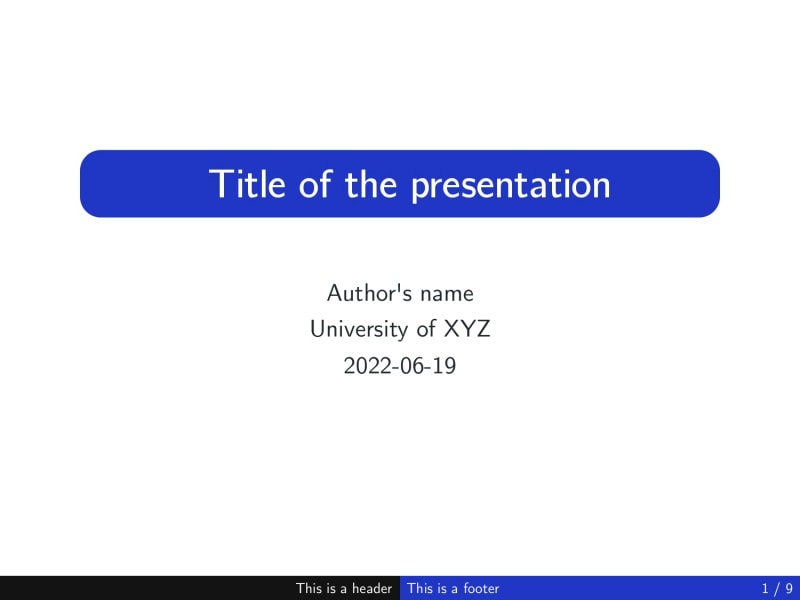 Title of the presentation
Author's name
University of XYZ
2022-06-19
This is a header This is a footer 1 / 9